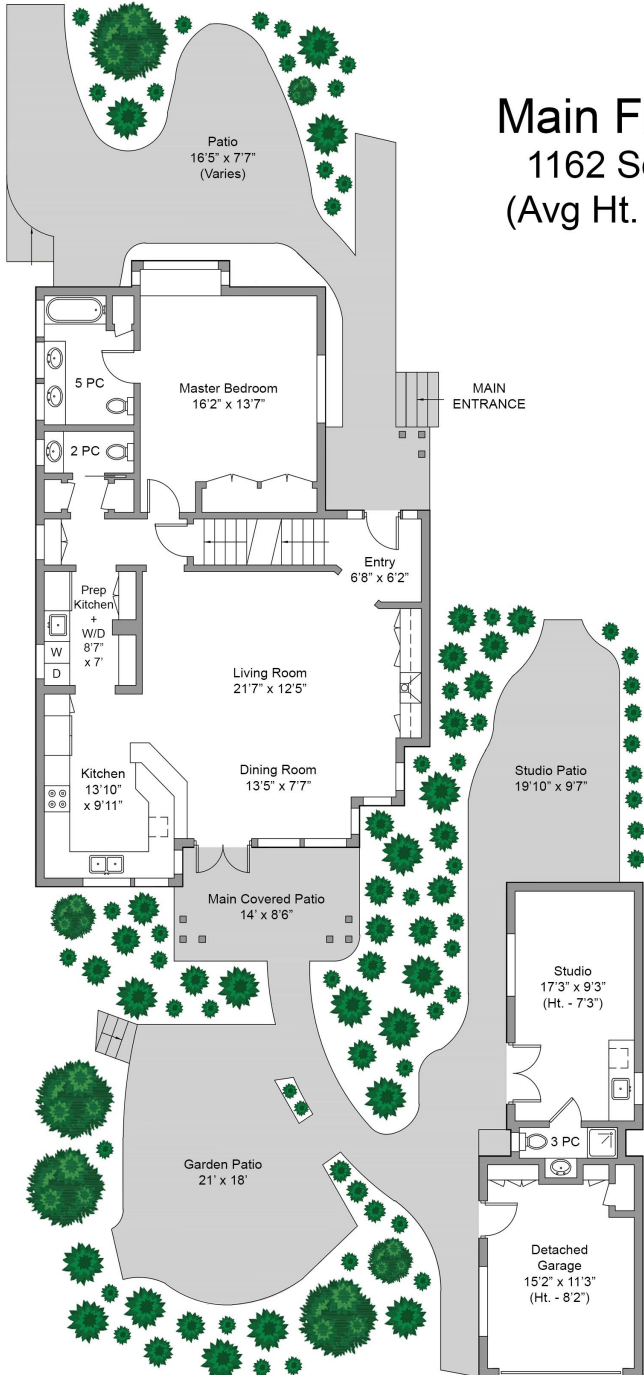 Main F
1162 S
(Avg Ht.
Patio
16'5" x 7'7"
(Varies)
5 PC
Master Bedroom
16'2" x 13'7"
MAIN
ENTRANCE
2 PC
Entry
6'8" x 6'2"
Prep
Kitchen
+
W/D
8'7"
x 7'
W
D
Living Room
21'7" x 12'5"
Kitchen
13'10"
x 9'11"
Dining Room
13'5" x 7'7"
Studio Patio
19'10" x 9'7"
Main Covered Patio
14' x 8'6"
Studio
17'3" x 9'3"
(Ht. - 7'3")
3 PC
Garden Patio
21' x 18'
Detached
Garage
15'2" x 11'3"
(Ht. - 8'2")